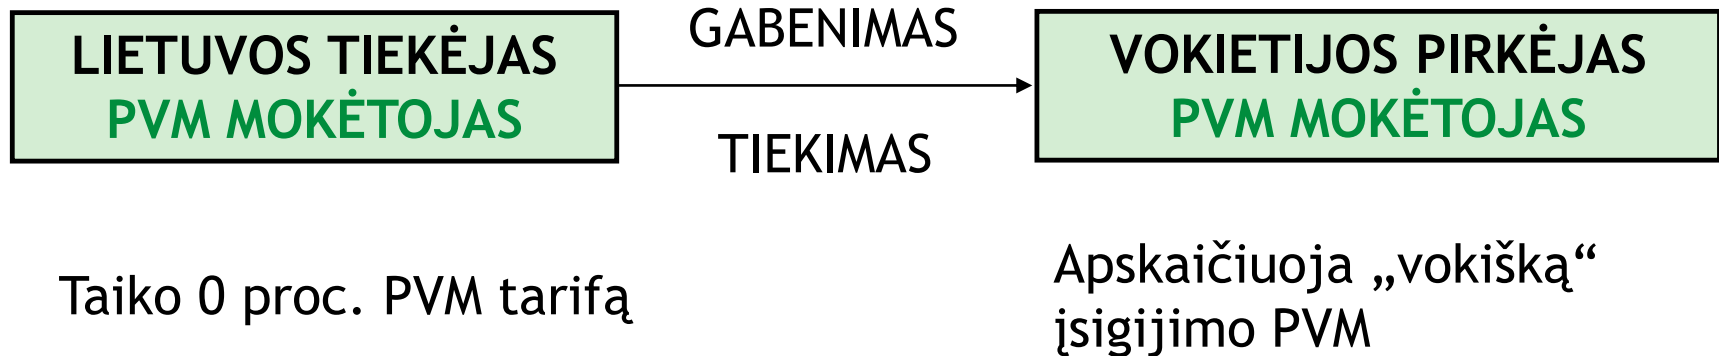 LIETUVOS TIEKĖJAS
PVM MOKĖTOJAS
GABENIMAS
TIEKIMAS
VOKIETIJOS PIRKĖJAS
PVM MOKĖTOJAS
Taiko 0 proc. PVM tarifą
Apskaičiuoja „vokišką“
įsigijimo PVM